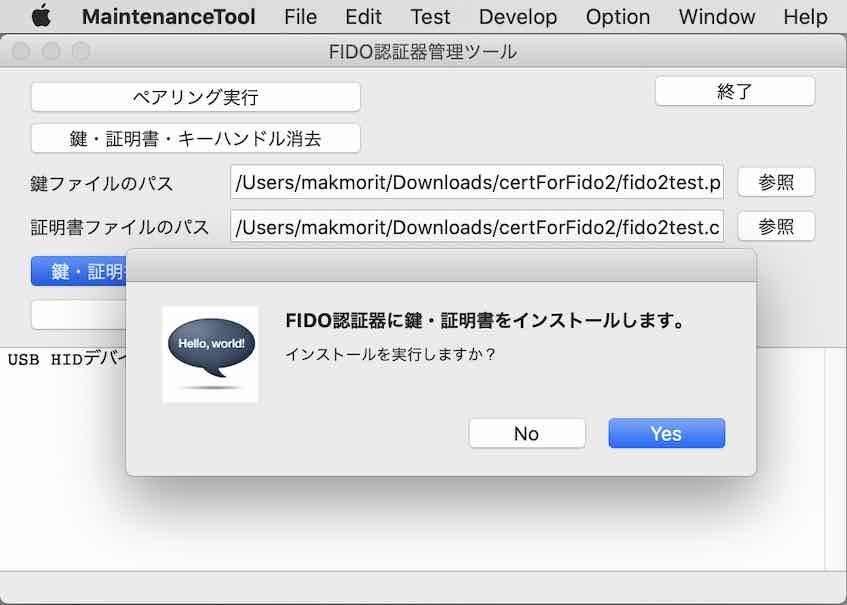 MaintenanceTool File Edit Test Develop Option Window Help
FIDO認証器管理ツール
ペアリング実行
終了
鍵・証明書・キーハンドル消去
鍵ファイルのパス /Users/makmorit/Downloads/certForFido2/fido2test.p 参照
証明書ファイルのパス /Users/makmorit/Downloads/certForFido2/fido2test.c 参照
鍵・証明
FIDO認証器に鍵・証明書をインストールします。
Hello, world!
インストールを実行しますか？
USB HIDデバイ
No Yes